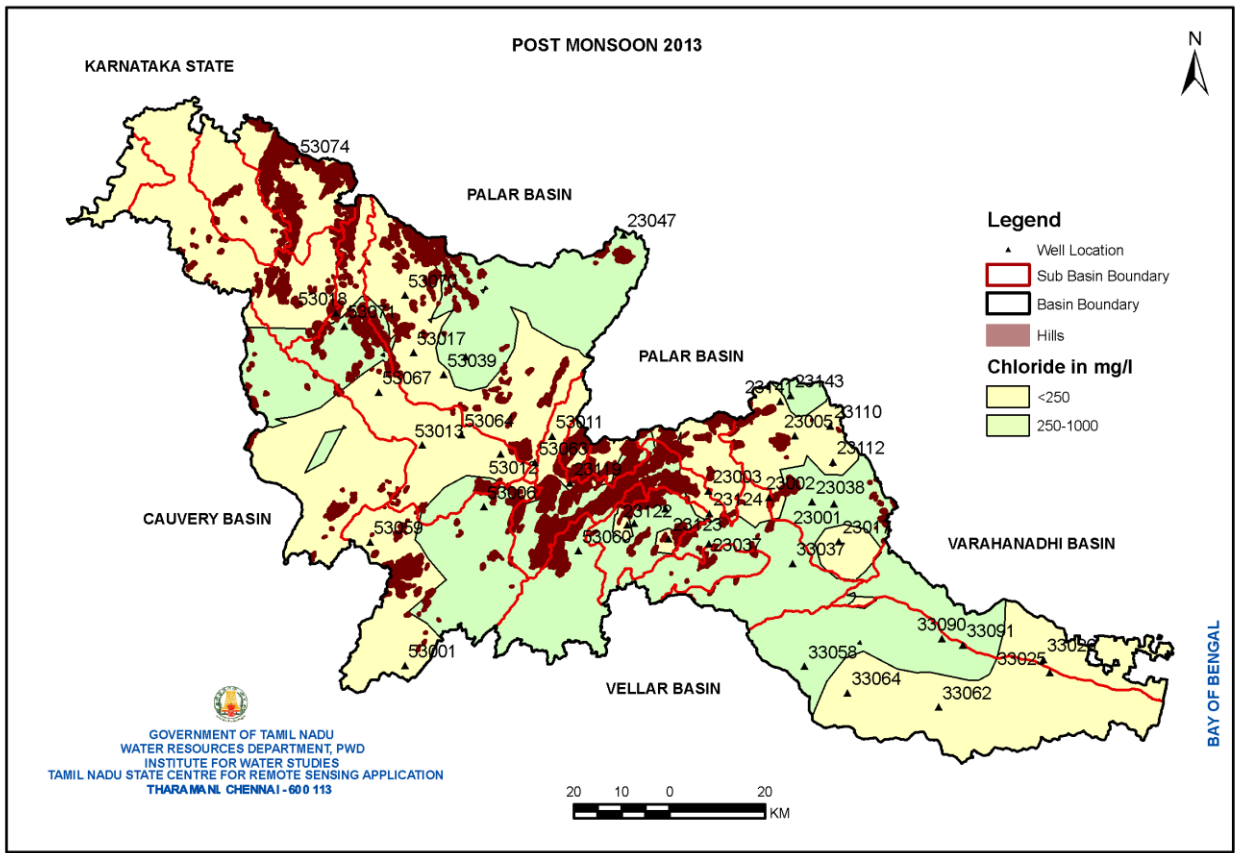 POST MONSOON 2013
N
KARNATAKA STATE
53074
PALAR BASIN
23047
Legend
Well Location
Sub Basin Boundary
Basin Boundary
Hills
Chloride in mg/l
<250
250-1000
53018
53071
53017
53039
PALAR BASIN
53067
23143
23110
23005
53064
53011
53013
23112
53063
53012
23119
23003
23002
23038
53006
23124
23001
CAUVERY BASIN
53059
23122
23123
53060
23037
33037
VARAHANADHI BASIN
33090
33091
53001
33058
33025
VELLAR BASIN
33064
33062
BAY OF BENGAL
GOVERNMENT OF TAMIL NADU
WATER RESOURCES DEPARTMENT, PWD
INSTITUTE FOR WATER STUDIES
TAMIL NADU STATE CENTRE FOR REMOTE SENSING APPLICATION
THARAMANI, CHENNAI - 600 113
20 10 0 20
KM